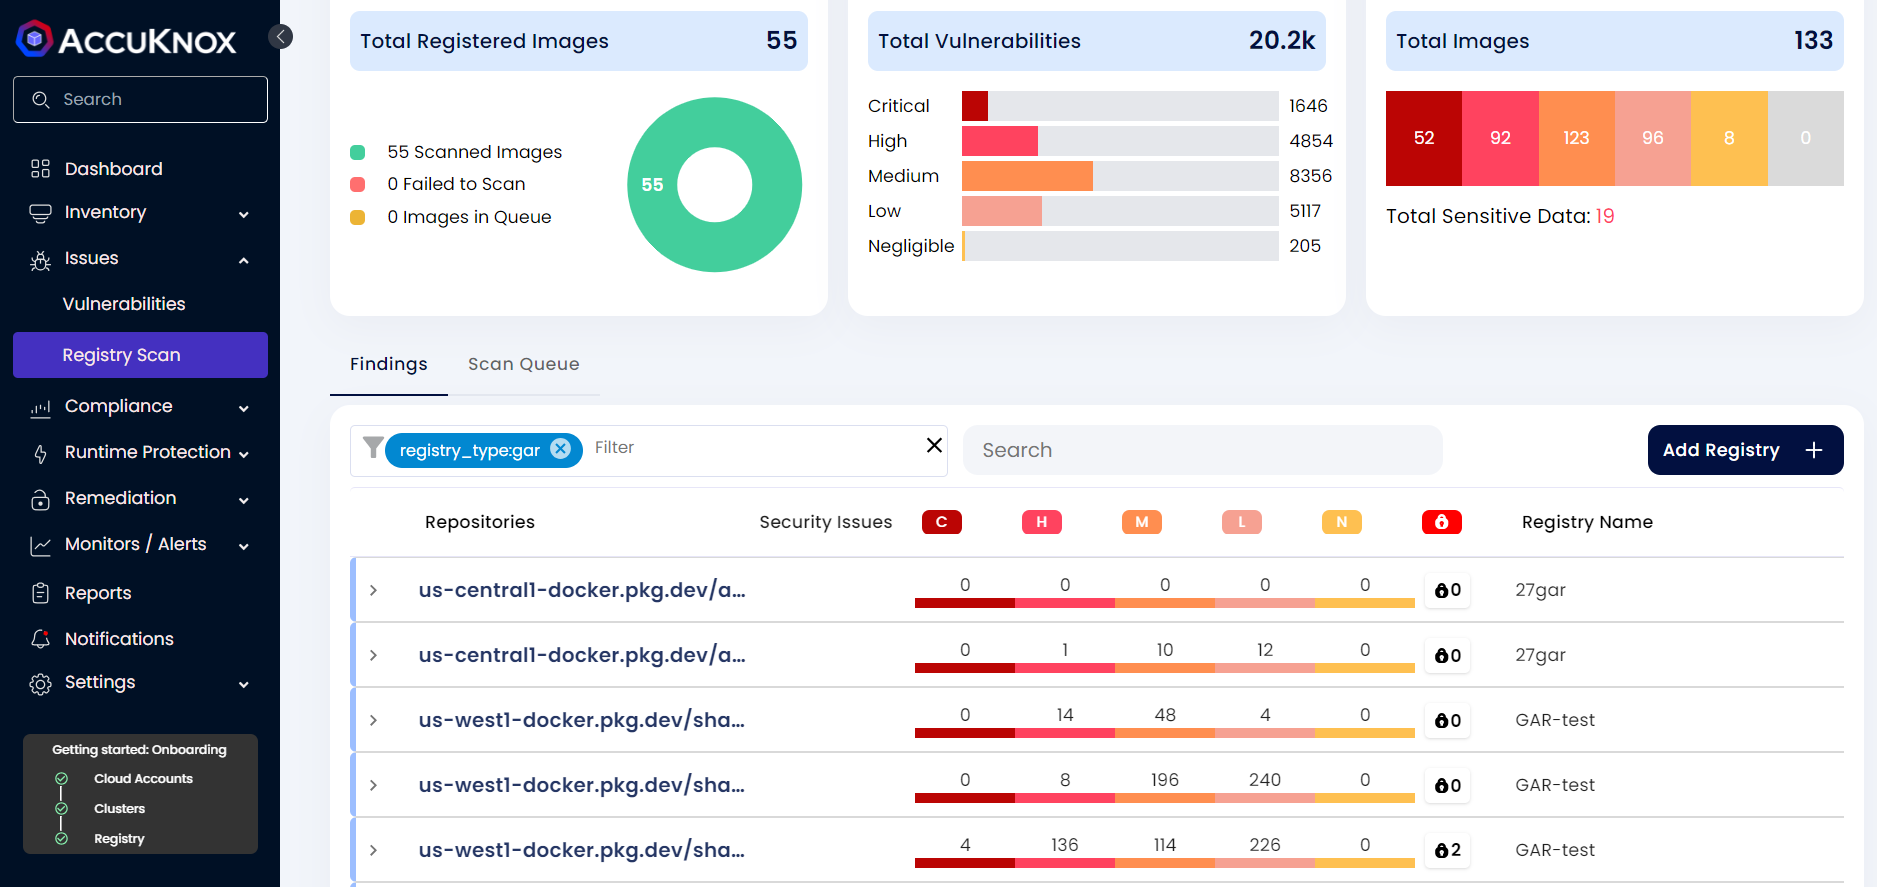 ACCUKNOX
Search
Dashboard
Inventory
Issues
Vulnerabilities
Registry Scan
Compliance
Runtime Protection
Remediation
Monitors / Alerts
Reports
Notifications
Settings
Getting started: Onboarding
Cloud Accounts
Clusters
Registry
Total Registered Images 55
55 Scanned Images
0 Failed to Scan
0 Images in Queue
55
Total Vulnerabilities 20.2k
Critical 1646
High 4854
Medium 8356
Low 5117
Negligible 205
Total Images 133
52 92 123 96 8 0
Total Sensitive Data: 19
Findings Scan Queue
registry_type:gar Filter Search Add Registry +
Repositories Security Issues C H M L N Registry Name
us-central1-docker.pkg.dev/a... 0 0 0 0 0 0 27gar
us-central1-docker.pkg.dev/a... 0 1 10 12 0 0 27gar
us-west1-docker.pkg.dev/sha... 0 14 48 4 0 0 GAR-test
us-west1-docker.pkg.dev/sha... 0 8 196 240 0 0 GAR-test
us-west1-docker.pkg.dev/sha... 4 136 114 226 0 2 GAR-test